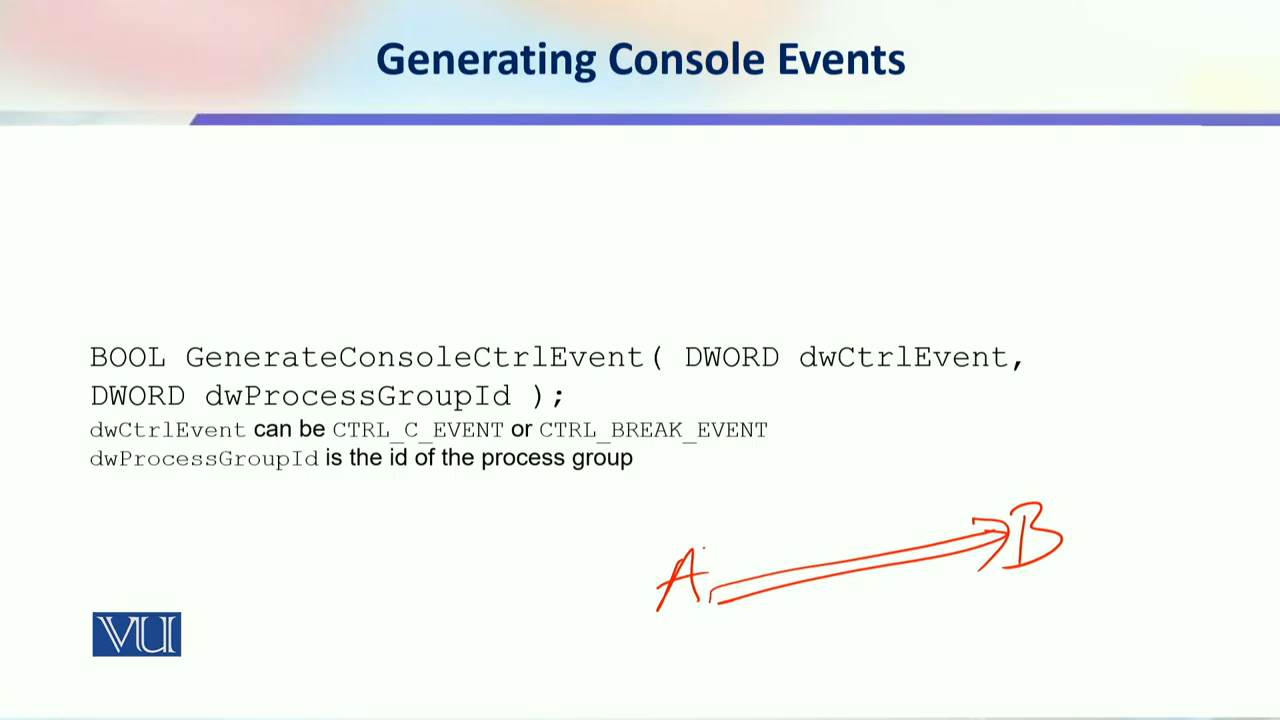 Generating Console Events
BOOL GenerateConsoleCtrlEvent( DWORD dwCtrlEvent,
DWORD dwProcessGroupId );
dwCtrlEvent can be CTRL_C_EVENT or CTRL_BREAK_EVENT
dwProcessGroupId is the id of the process group
A B
VU